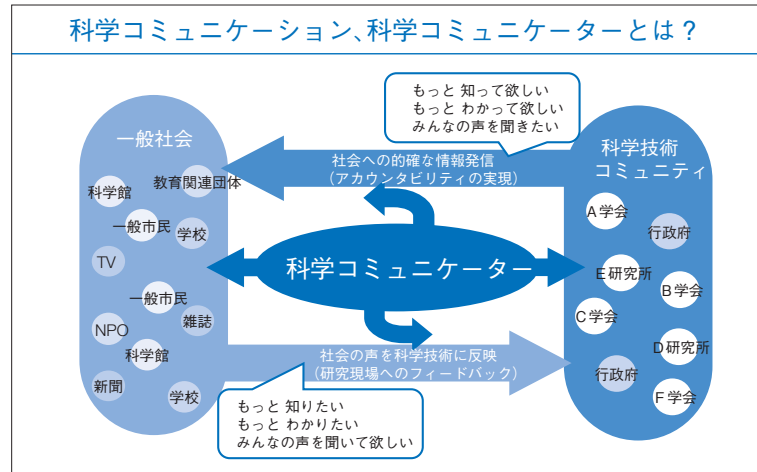 科学コミュニケーション、科学コミュニケーターとは？
もっと 知って欲しい
もっと わかって欲しい
みんなの声を聞きたい
一般社会
科学館
教育関連団体
一般市民
学校
TV
一般市民
NPO
雑誌
科学館
新聞
学校
社会への的確な情報発信
（アカウンタビリティの実現）
科学コミュニケーター
社会の声を科学技術に反映
（研究現場へのフィードバック）
もっと 知りたい
もっと わかりたい
みんなの声を聞いて欲しい
科学技術
コミュニティ
A学会
行政府
E研究所
B学会
C学会
D研究所
行政府
F学会